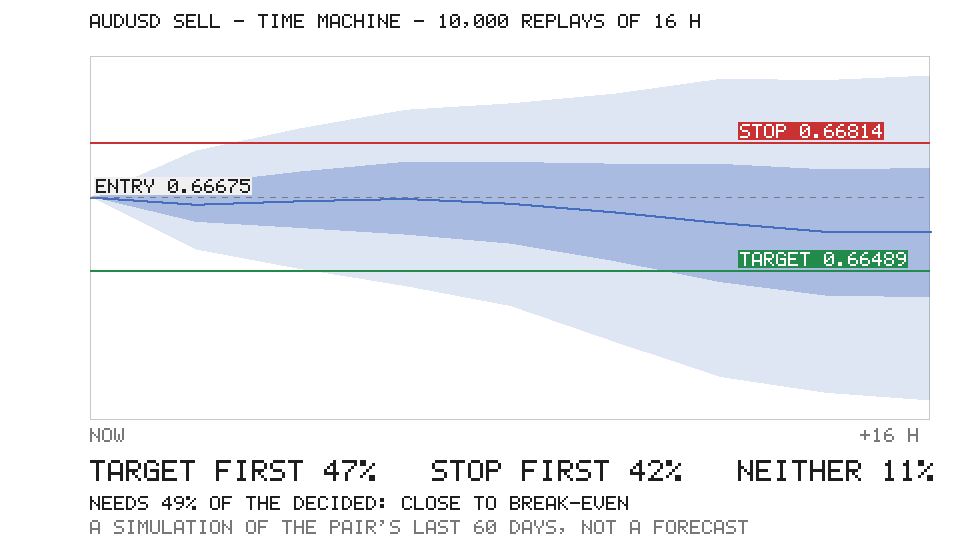 AUDUSD SELL – TIME MACHINE – 10,000 REPLAYS OF 16 H
STOP 0.66814
ENTRY 0.66675
TARGET 0.66489
NOW +16 H
TARGET FIRST 47% STOP FIRST 42% NEITHER 11%
NEEDS 49% OF THE DECIDED: CLOSE TO BREAK–EVEN
A SIMULATION OF THE PAIR'S LAST 60 DAYS, NOT A FORECAST